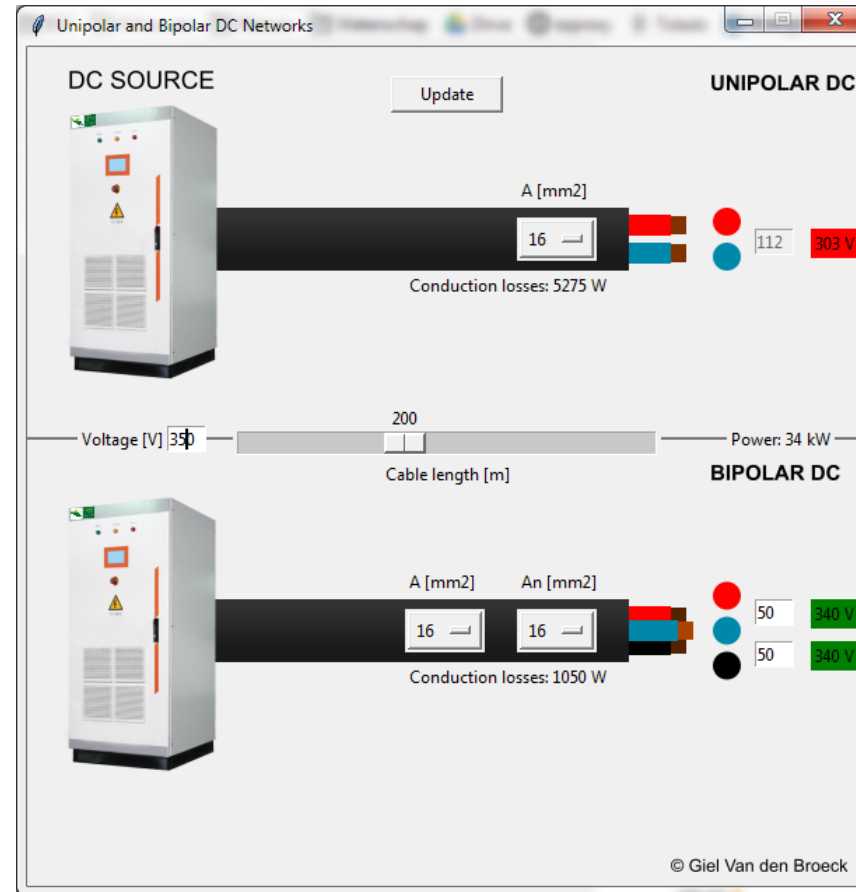 Unipolar and Bipolar DC Networks
DC SOURCE
Update
UNIPOLAR DC
A [mm2]
16
112
303 V
Conduction losses: 5275 W
200
Voltage [V] 350
Power: 34 kW
Cable length [m]
BIPOLAR DC
A [mm2] An [mm2]
16 16
50 340 V
50 340 V
Conduction losses: 1050 W
© Giel Van den Broeck